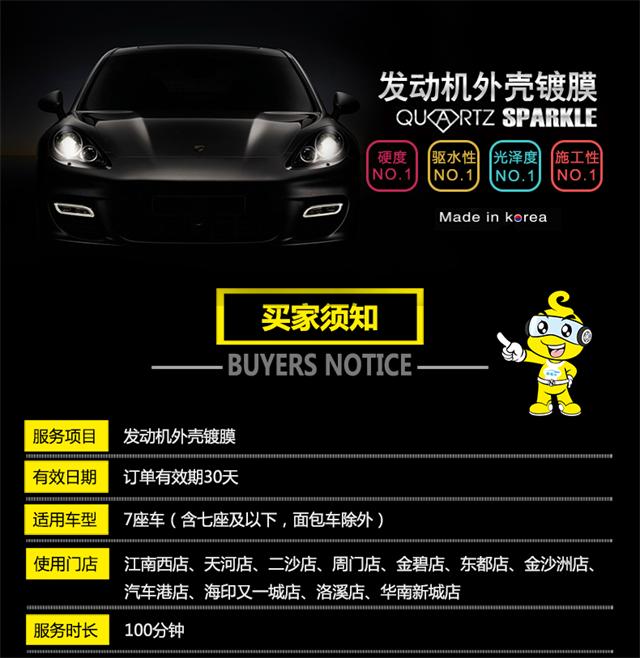 发动机外壳镀膜
QUARTZ SPARKLE
硬度 驱水性 光泽度 施工性
NO.1 NO.1 NO.1 NO.1
Made in korea
买家须知
BUYERS NOTICE
服务项目 发动机外壳镀膜
有效日期 订单有效期30天
适用车型 7座车（含七座及以下，面包车除外）
使用门店 江南西店、天河店、二沙店、周门店、金碧店、东都店、金沙洲店、
汽车港店、海印又一城店、洛溪店、华南新城店
服务时长 100分钟